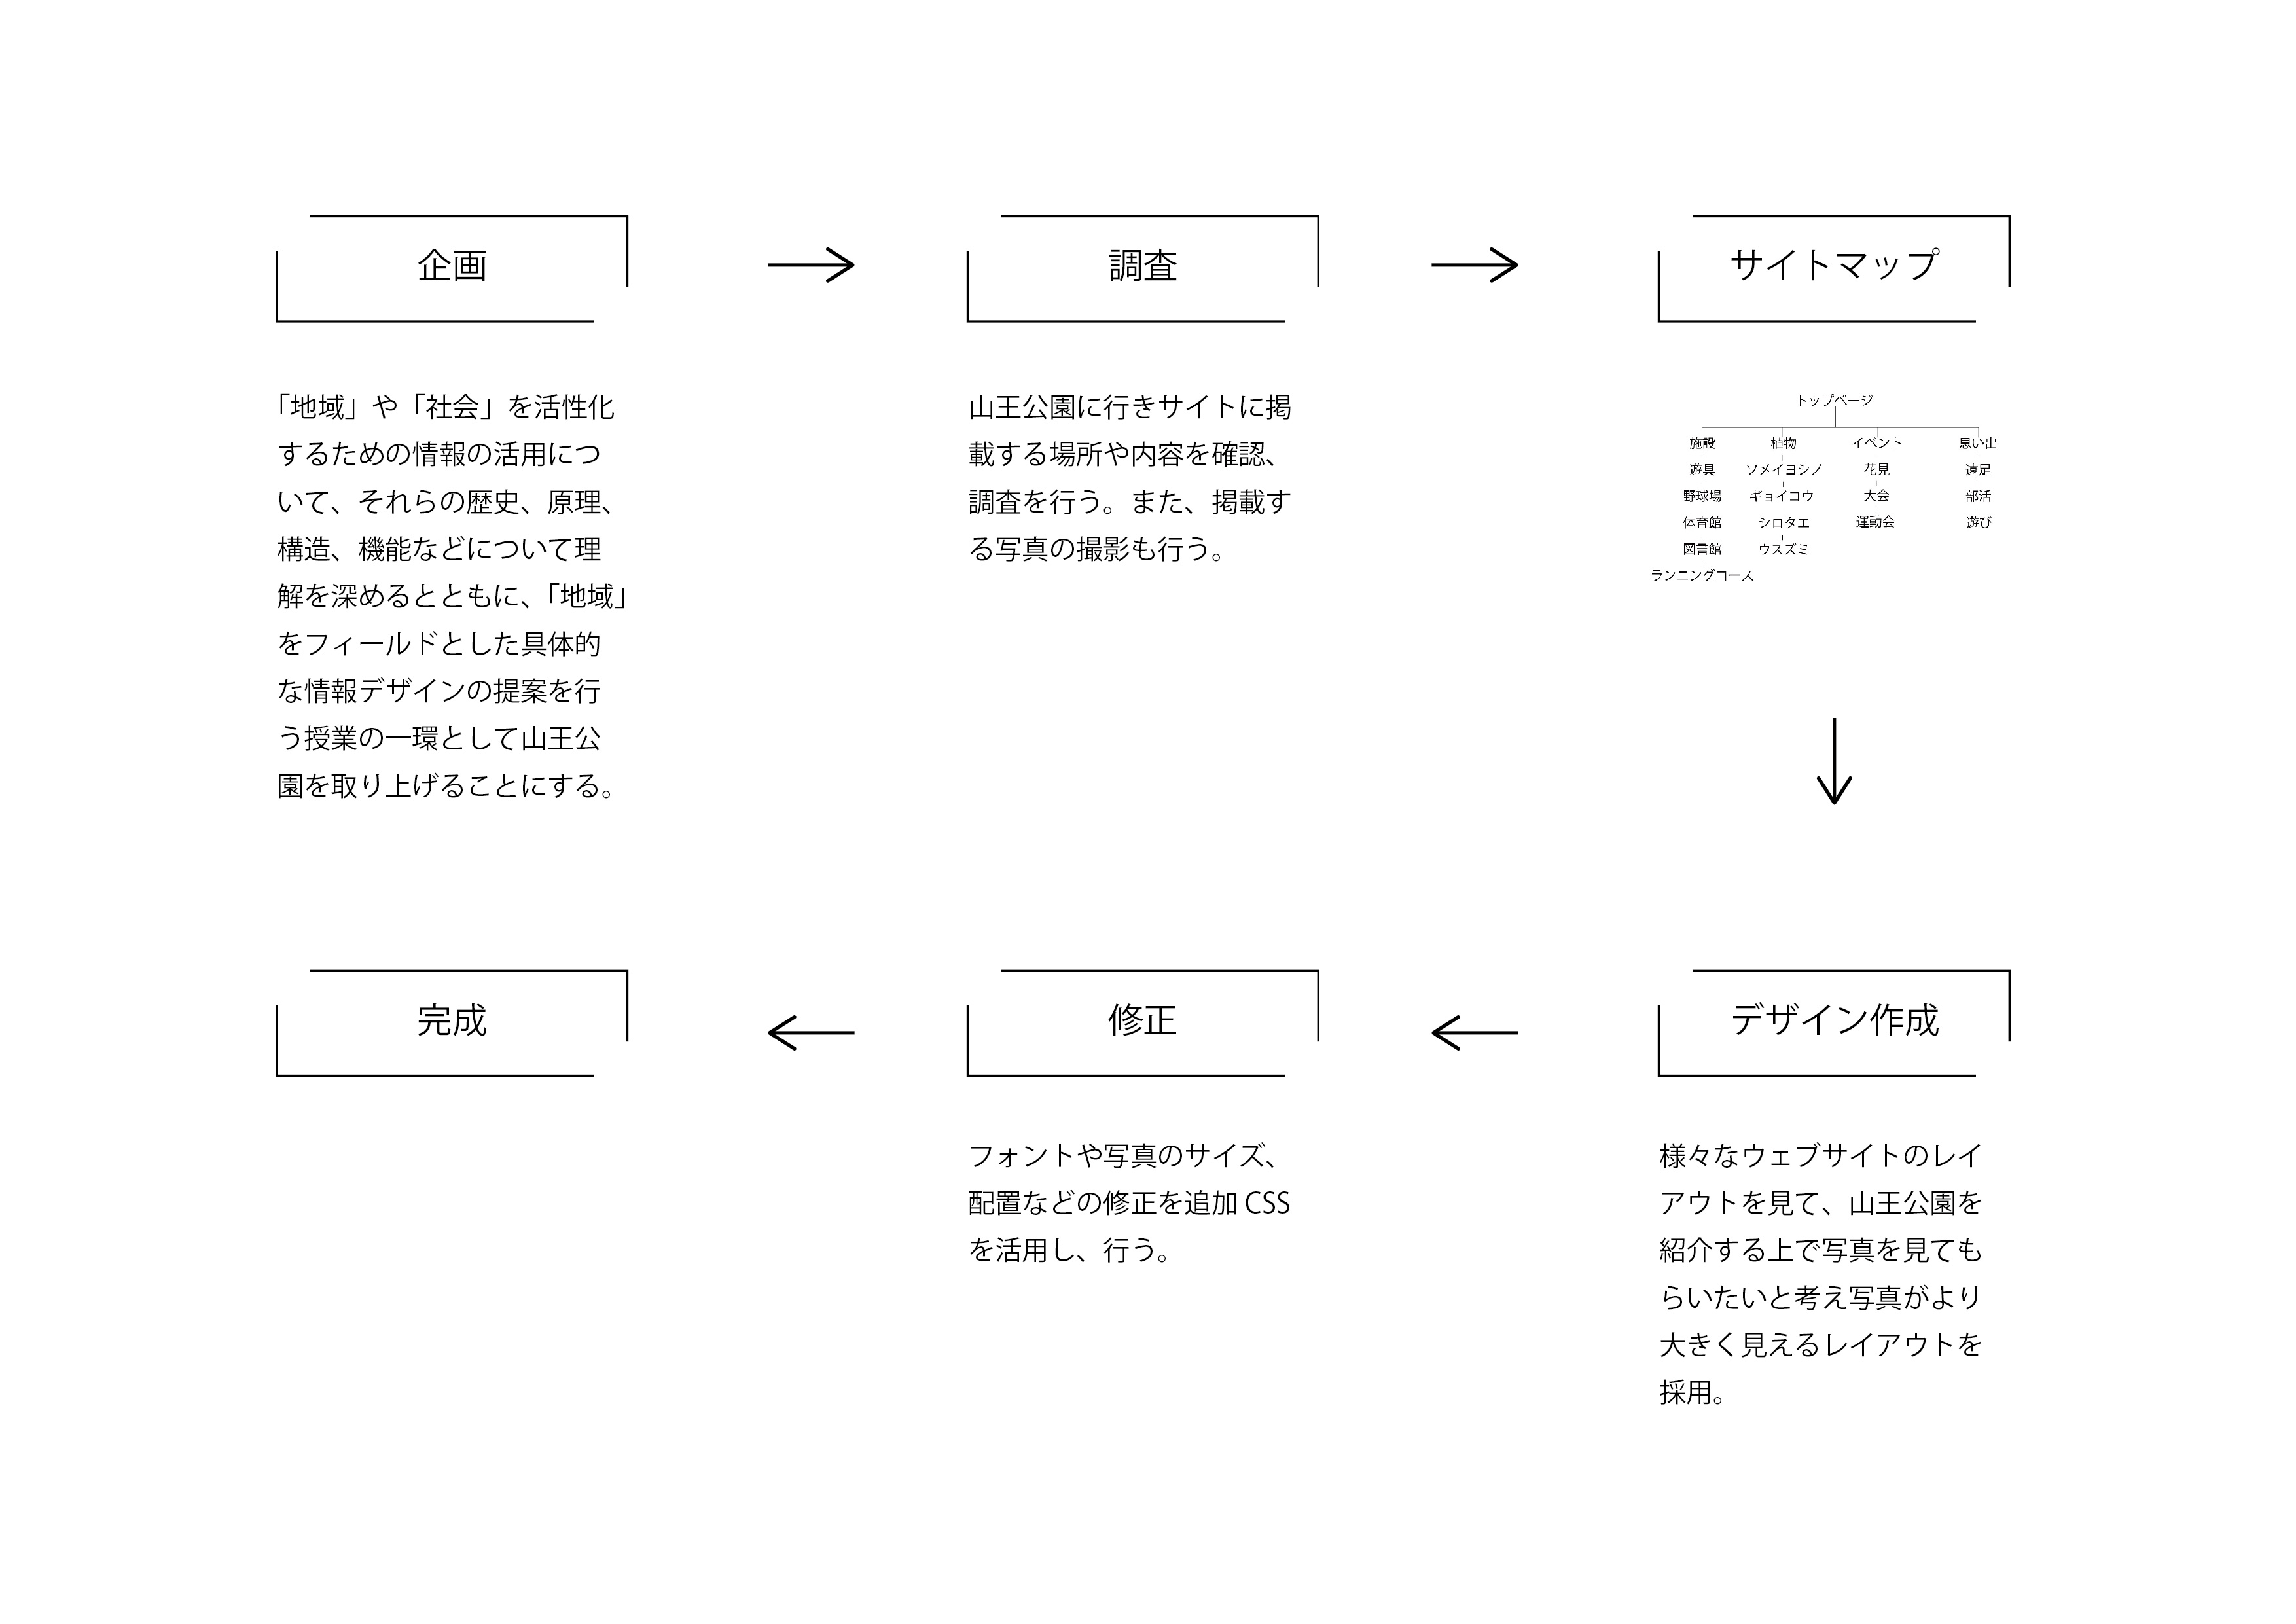 企画
「地域」や「社会」を活性化
するための情報の活用につ
いて、それらの歴史、原理、
構造、機能などについて理
解を深めるとともに、「地域」
をフィールドとした具体的
な情報デザインの提案を行
う授業の一環として山王公
園を取り上げることにする。
調査
山王公園に行きサイトに掲
載する場所や内容を確認、
調査を行う。また、掲載す
る写真の撮影も行う。
サイトマップ
トップページ
施設
遊具
野球場
体育館
図書館
ランニングコース
植物
ソメイヨシノ
ギョイコウ
シロタエ
ウスズミ
イベント
花見
大会
運動会
思い出
遠足
部活
遊び
デザイン作成
様々なウェブサイトのレイ
アウトを見て、山王公園を
紹介する上で写真を見ても
らいたいと考え写真がより
大きく見えるレイアウトを
採用。
修正
フォントや写真のサイズ、
配置などの修正を追加 CSS
を活用し、行う。
完成